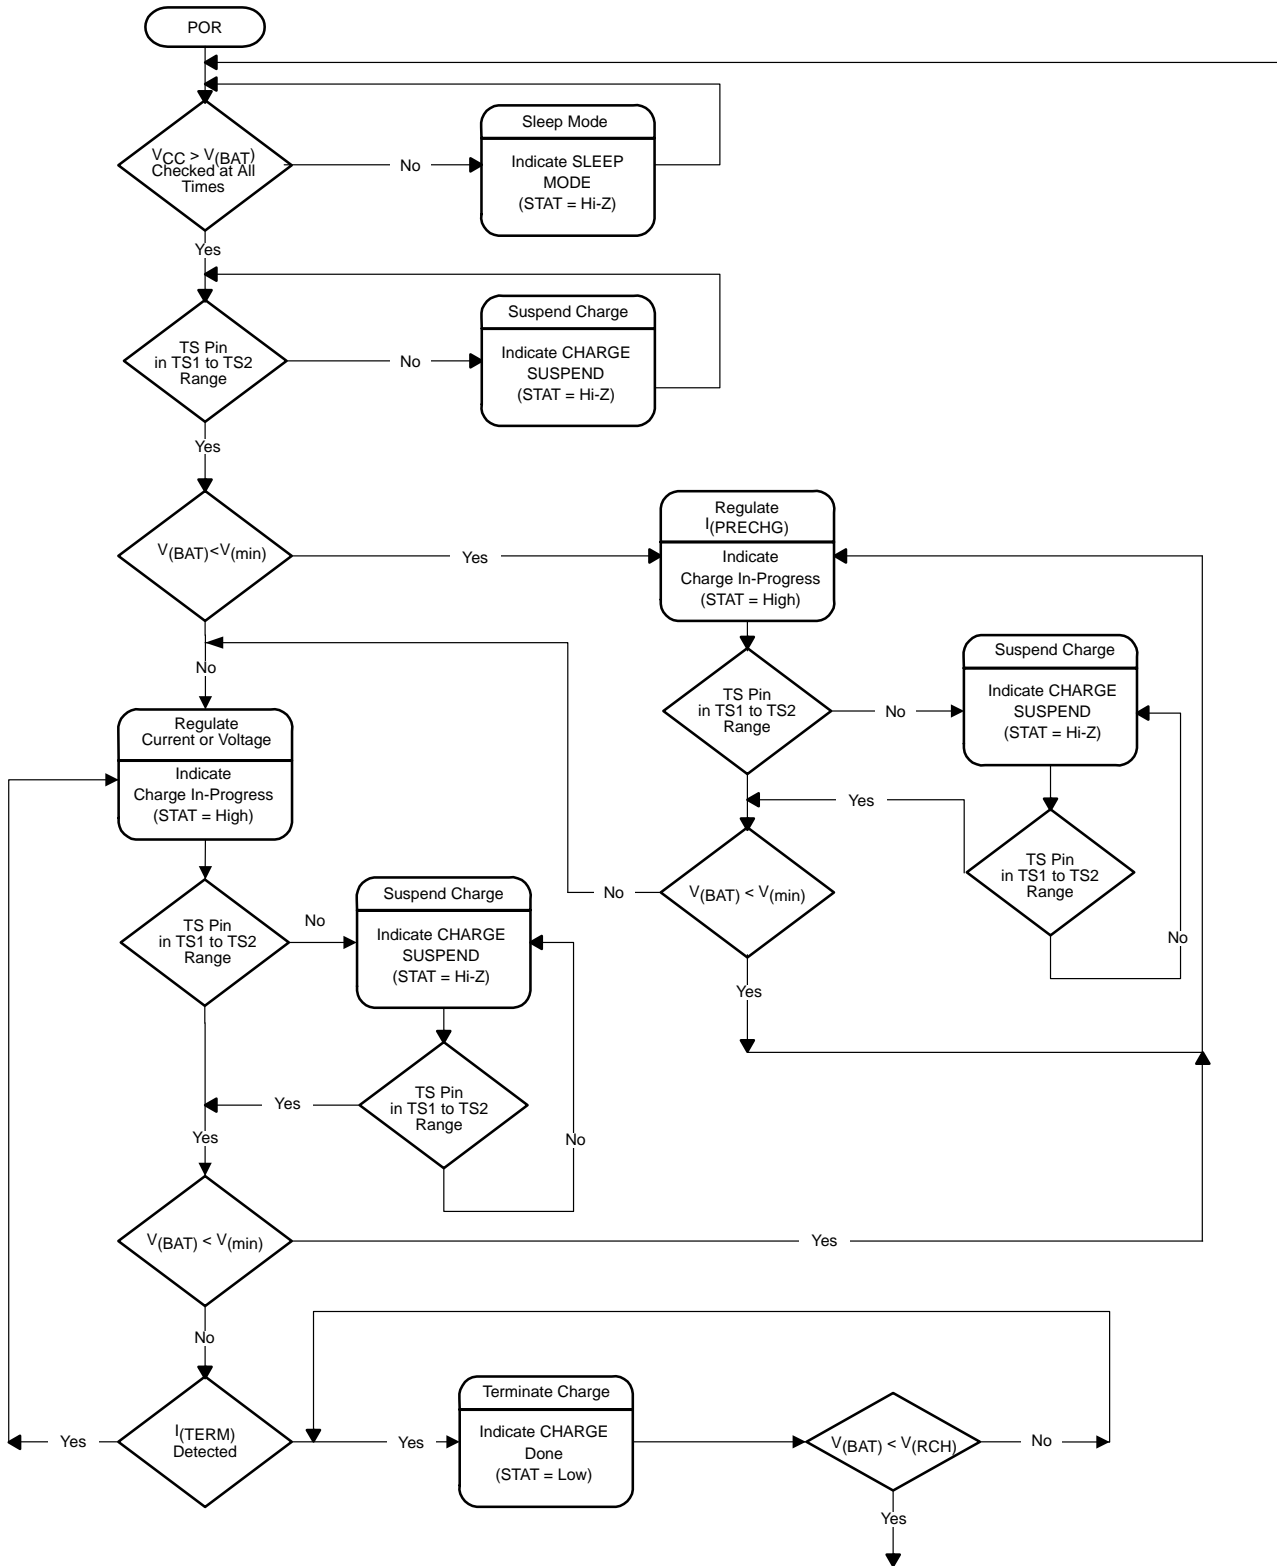 POR
VCC > V(BAT)
Checked at All
Times
No
Sleep Mode
Indicate SLEEP
MODE
(STAT = Hi-Z)
Yes
TS Pin
in TS1 to TS2
Range
No
Suspend Charge
Indicate CHARGE
SUSPEND
(STAT = Hi-Z)
Yes
V(BAT)<V(min)
Yes
Regulate
I(PRECHG)
Indicate
Charge In-Progress
(STAT = High)
No
TS Pin
in TS1 to TS2
Range
No
Suspend Charge
Indicate CHARGE
SUSPEND
(STAT = Hi-Z)
Regulate
Current or Voltage
Indicate
Charge In-Progress
(STAT = High)
Yes
TS Pin
in TS1 to TS2
Range
No
V(BAT) < V(min)
No
Yes
TS Pin
in TS1 to TS2
Range
No
Suspend Charge
Indicate CHARGE
SUSPEND
(STAT = Hi-Z)
TS Pin
in TS1 to TS2
Range
Yes
No
Yes
V(BAT) < V(min)
Yes
No
I(TERM)
Detected
Yes
Yes
Terminate Charge
Indicate CHARGE
Done
(STAT = Low)
V(BAT) < V(RCH)
No
Yes